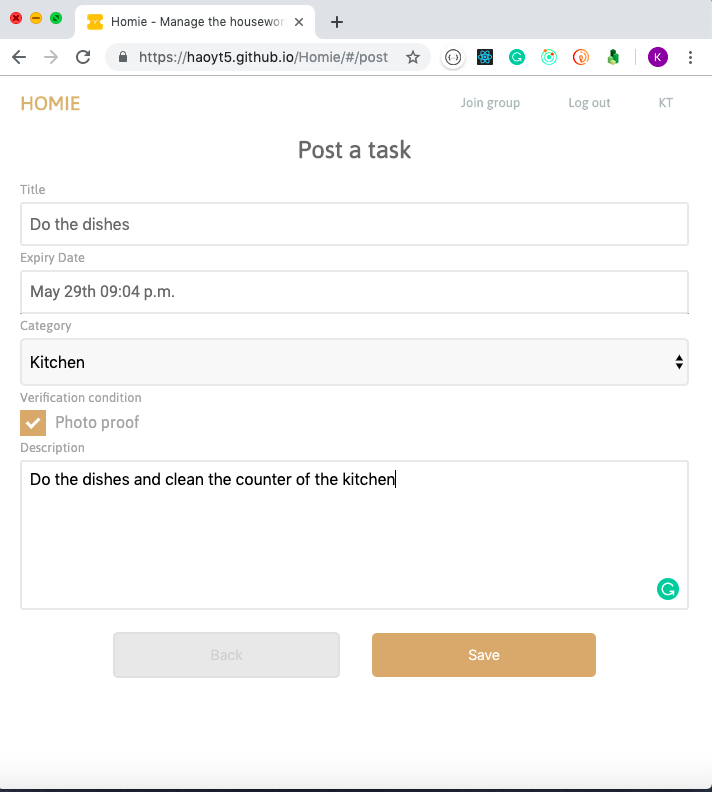 Homie - Manage the housewor
https://haoyt5.github.io/Homie/#/post
K
HOMIE
Join group
Log out
KT
Post a task
Title
Do the dishes
Expiry Date
May 29th 09:04 p.m.
Category
Kitchen
Verification condition
Photo proof
Description
Do the dishes and clean the counter of the kitchen
Back
Save